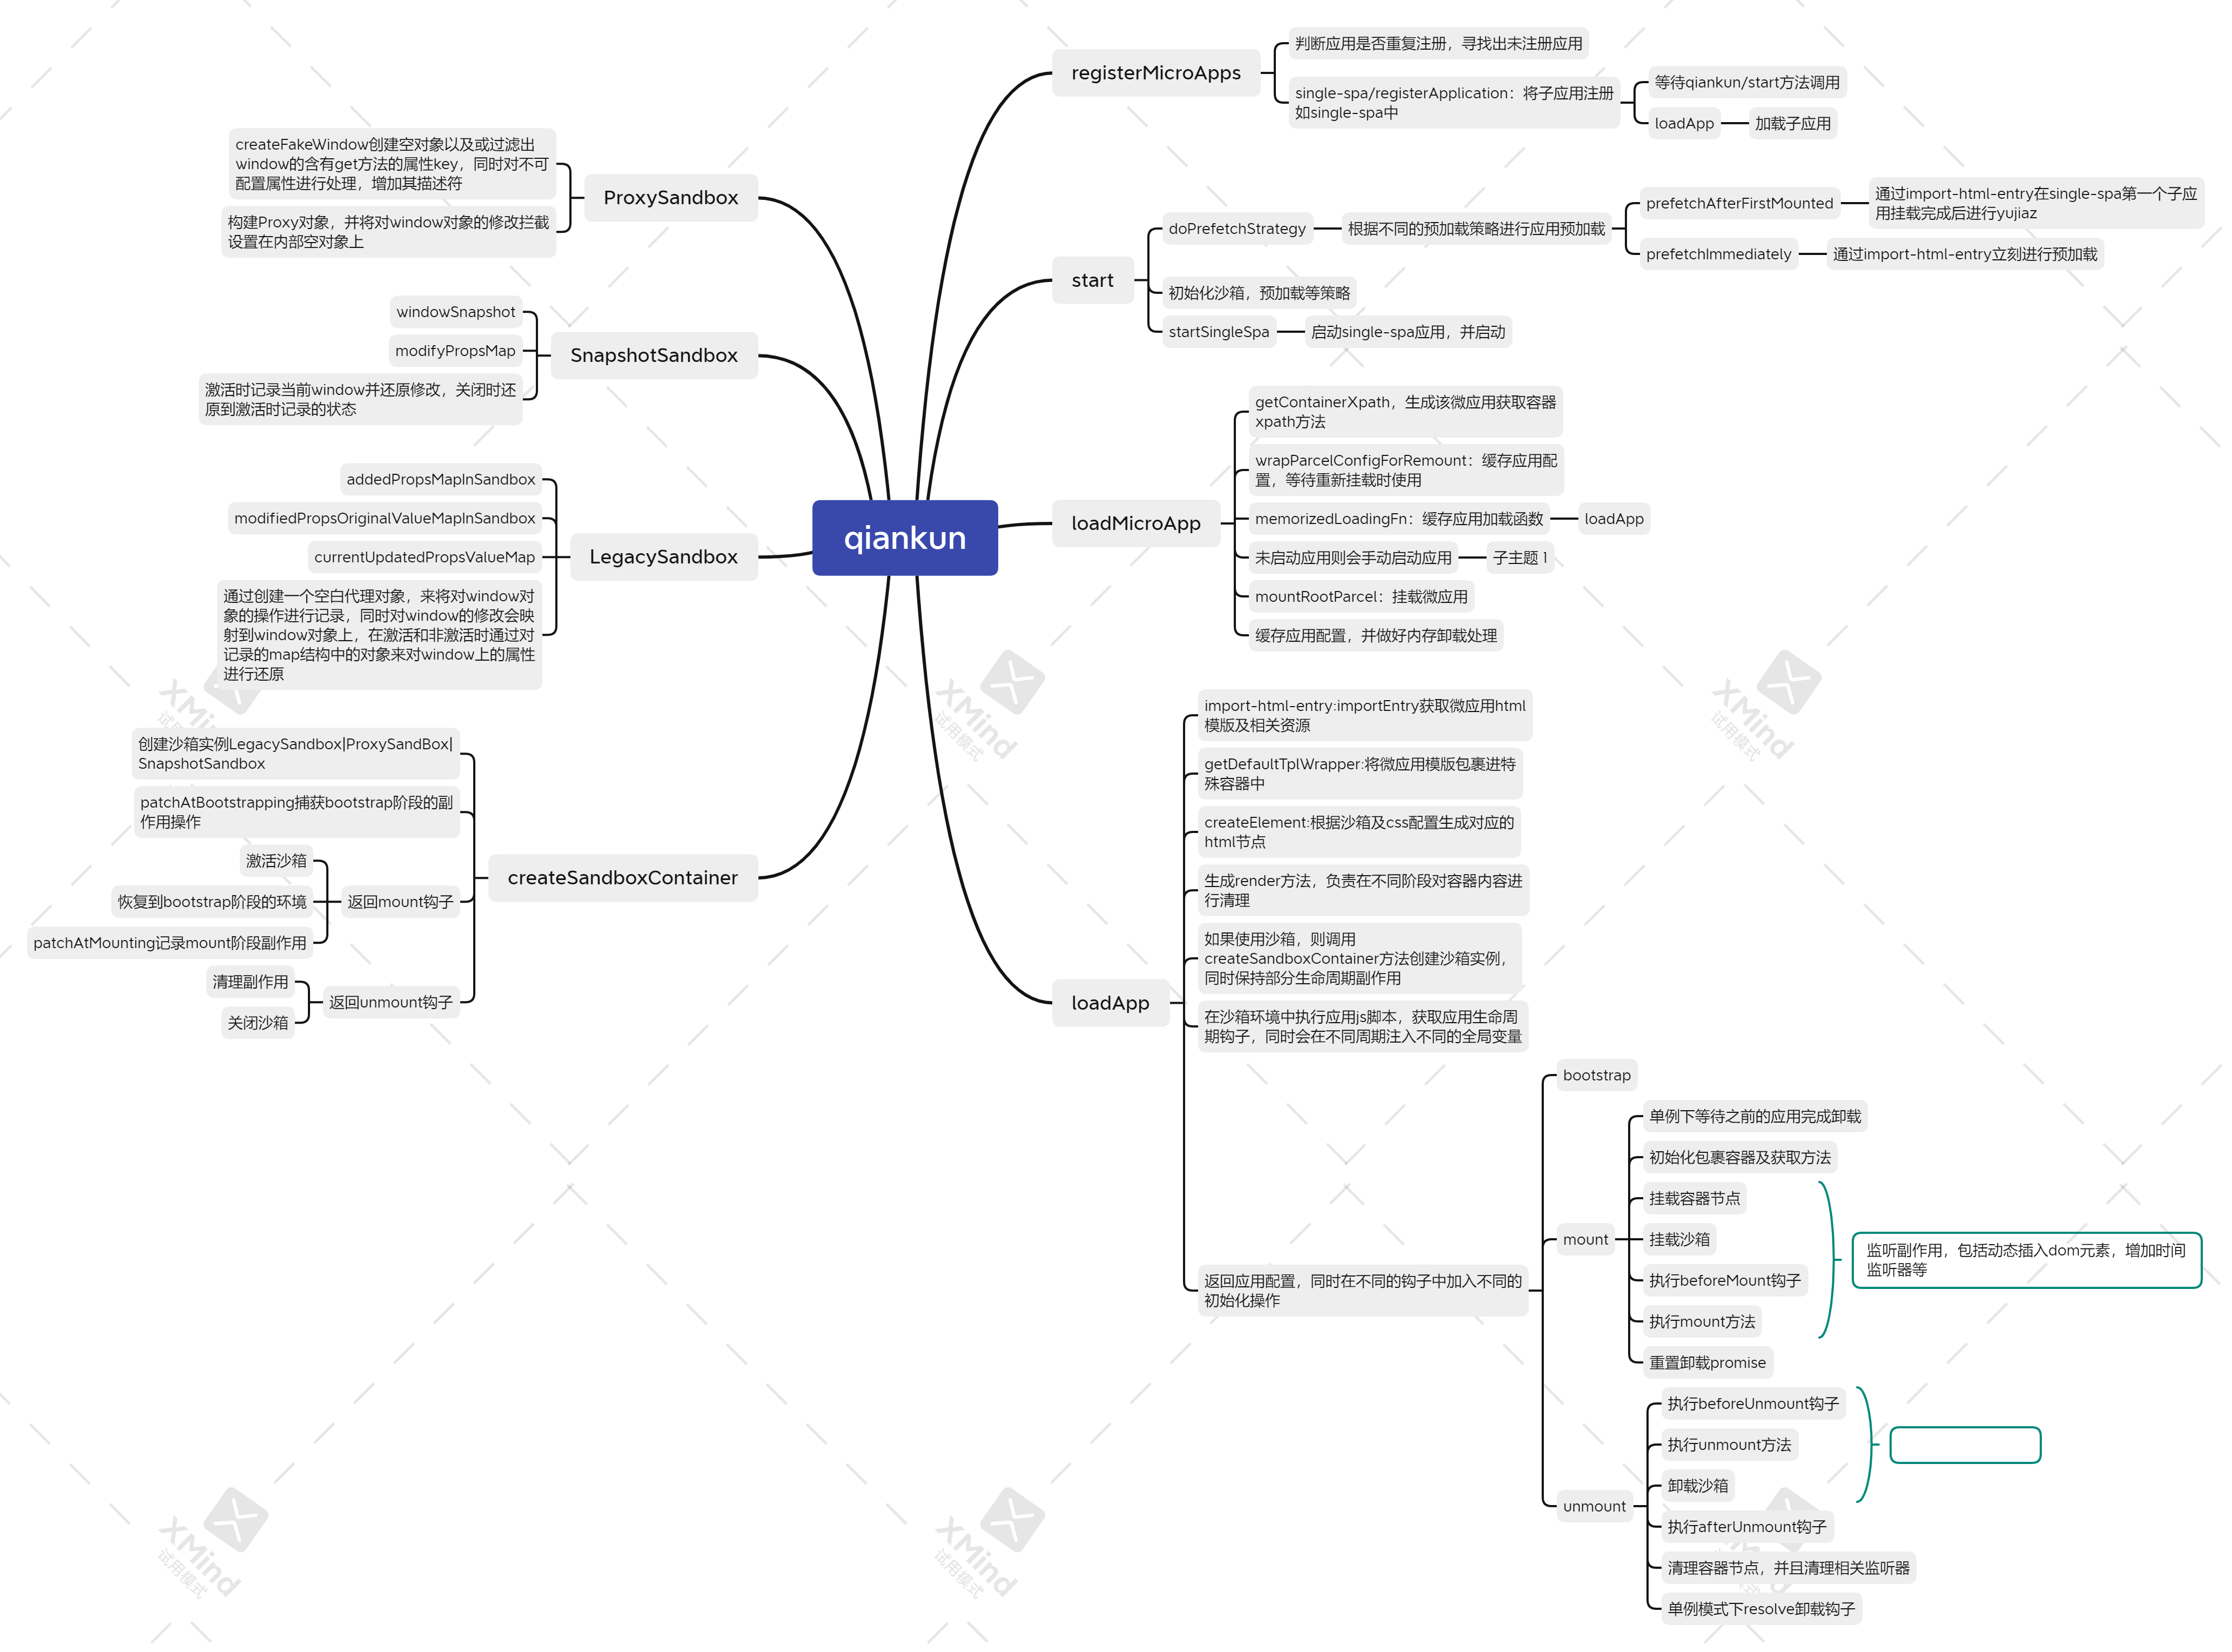 qiankun
registerMicroApps
判断应用是否重复注册，寻找出未注册应用
single-spa/registerApplication：将子应用注册
如single-spa中
等待qiankun/start方法调用
loadApp
加载子应用
start
doPrefetchStrategy
根据不同的预加载策略进行应用预加载
prefetchAfterFirstMounted
通过import-html-entry在single-spa第一个子应
用挂载完成后进行yujiaz
prefetchImmediately
通过import-html-entry立刻进行预加载
初始化沙箱，预加载等策略
startSingleSpa
启动single-spa应用，并启动
loadMicroApp
getContainerXpath，生成该微应用获取容器
xpath方法
wrapParcelConfigForRemount：缓存应用配
置，等待重新挂载时使用
memorizedLoadingFn：缓存应用加载函数
loadApp
未启动应用则会手动启动应用
子主题 1
mountRootParcel：挂载微应用
缓存应用配置，并做好内存卸载处理
loadApp
import-html-entry:importEntry获取微应用html
模版及相关资源
getDefaultTplWrapper:将微应用模版包裹进特
殊容器中
createElement:根据沙箱及css配置生成对应的
html节点
生成render方法，负责在不同阶段对容器内容进
行清理
如果使用沙箱，则调用
createSandboxContainer方法创建沙箱实例，
同时保持部分生命周期副作用
在沙箱环境中执行应用js脚本，获取应用生命周
期钩子，同时会在不同周期注入不同的全局变量
返回应用配置，同时在不同的钩子中加入不同的
初始化操作
bootstrap
mount
单例下等待之前的应用完成卸载
初始化包裹容器及获取方法
挂载容器节点
挂载沙箱
执行beforeMount钩子
执行mount方法
重置卸载promise
监听副作用，包括动态插入dom元素，增加时间
监听器等
unmount
执行beforeUnmount钩子
执行unmount方法
卸载沙箱
执行afterUnmount钩子
清理容器节点，并且清理相关监听器
单例模式下resolve卸载钩子
ProxySandbox
createFakeWindow创建空对象以及或过滤出
window的含有get方法的属性key，同时对不可
配置属性进行处理，增加其描述符
构建Proxy对象，并将对window对象的修改拦截
设置在内部空对象上
SnapshotSandbox
windowSnapshot
modifyPropsMap
激活时记录当前window并还原修改，关闭时还
原到激活时记录的状态
LegacySandbox
addedPropsMapInSandbox
modifiedPropsOriginalValueMapInSandbox
currentUpdatedPropsValueMap
通过创建一个空白代理对象，来将对window对
象的操作进行记录，同时对window的修改会映
射到window对象上，在激活和非激活时通过对
记录的map结构中的对象来对window上的属性
进行还原
createSandboxContainer
创建沙箱实例LegacySandbox|ProxySandBox|
SnapshotSandbox
patchAtBootstrapping捕获bootstrap阶段的副
作用操作
返回mount钩子
激活沙箱
恢复到bootstrap阶段的环境
patchAtMounting记录mount阶段副作用
返回unmount钩子
清理副作用
关闭沙箱
XMind
试用模式
XMind
试用模式
XMind
试用模式
XMind
试用模式
XMind
试用模式